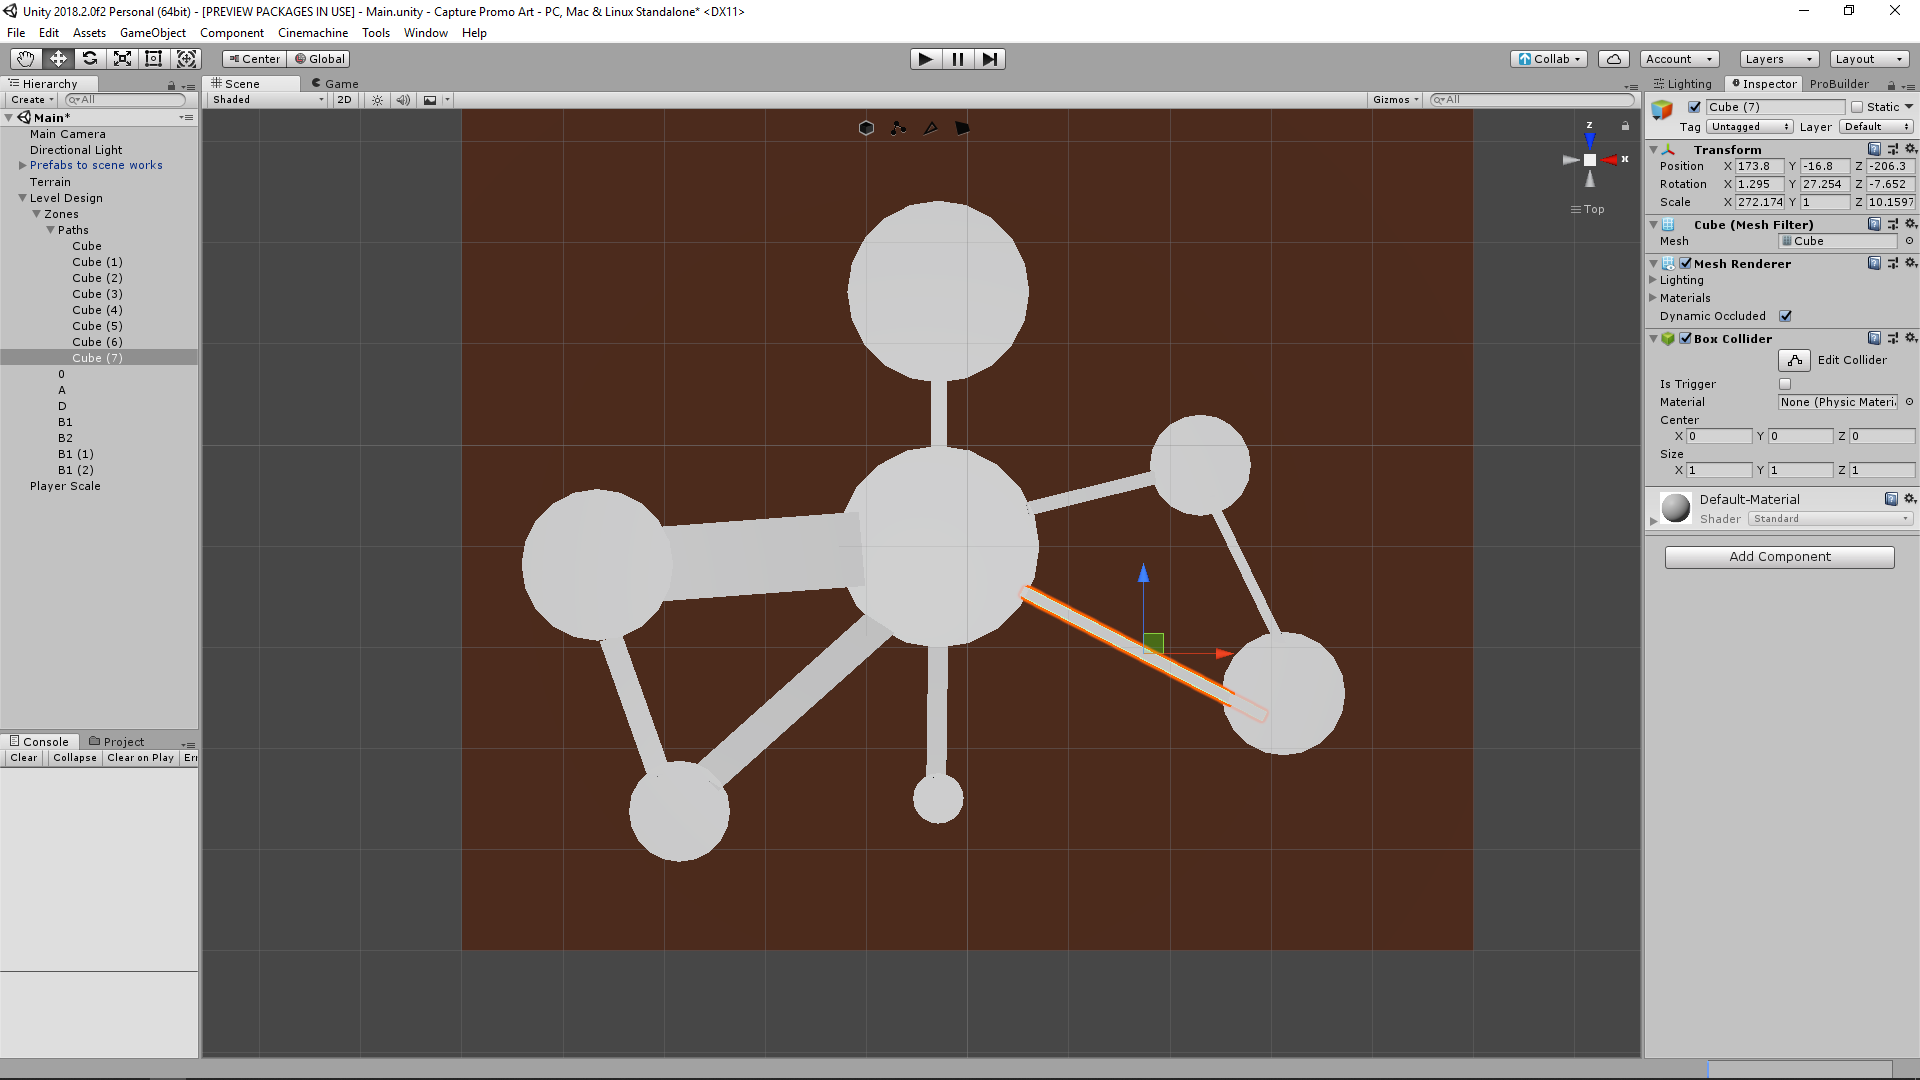 Unity 2018.2.0f2 Personal (64bit) - [PREVIEW PACKAGES IN USE] - Main.unity - Capture Promo Art - PC, Mac & Linux Standalone* <DX11>
File Edit Assets GameObject Component Cinemachine Tools Window Help
Center Global Collab Account Layers Layout
Hierarchy Scene Game Lighting Inspector ProBuilder
Create All Shaded 2D Gizmos All
Main*
Main Camera
Directional Light
Prefabs to scene works
Terrain
Level Design
Zones
Paths
Cube
Cube (1)
Cube (2)
Cube (3)
Cube (4)
Cube (5)
Cube (6)
Cube (7)
0
A
D
B1
B2
B1 (1)
B1 (2)
Player Scale
Console Project
Clear Collapse Clear on Play Err
z
x
Top
Cube (7) Static
Tag Untagged Layer Default
Transform
Position X 173.8 Y -16.8 Z -206.3
Rotation X 1.295 Y 27.254 Z -7.652
Scale X 272.174 Y 1 Z 10.1597
Cube (Mesh Filter)
Mesh Cube
Mesh Renderer
Lighting
Materials
Dynamic Occluded
Box Collider
Edit Collider
Is Trigger
Material None (Physic Materi
Center
X 0 Y 0 Z 0
Size
X 1 Y 1 Z 1
Default-Material
Shader Standard
Add Component